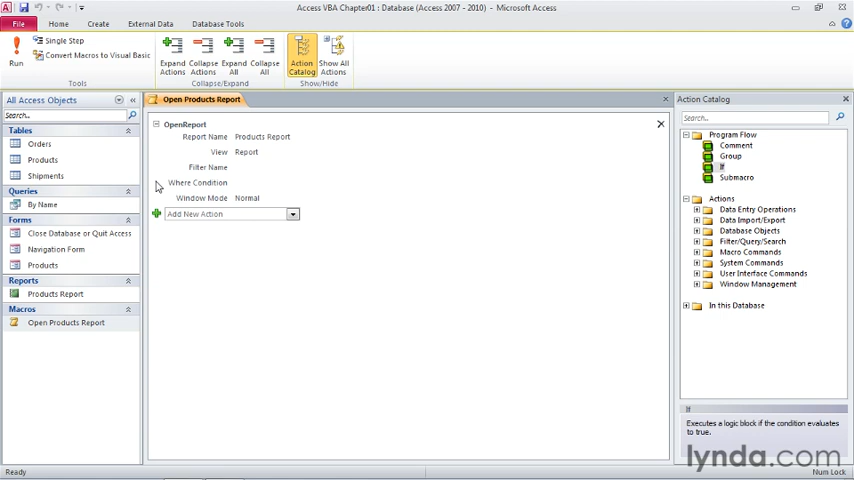 Access VBA Chapter01 : Database (Access 2007 - 2010) - Microsoft Access
File Home Create External Data Database Tools
Run
Single Step
Convert Macros to Visual Basic
Tools
Expand Actions
Collapse Actions
Expand All
Collapse All
Collapse/Expand
Action Catalog
Show All Actions
Show/Hide
All Access Objects
Search...
Tables
Orders
Products
Shipments
Queries
By Name
Forms
Close Database or Quit Access
Navigation Form
Products
Reports
Products Report
Macros
Open Products Report
Open Products Report
OpenReport
Report Name Products Report
View Report
Filter Name
Where Condition
Window Mode Normal
Add New Action
Action Catalog
Search...
Program Flow
Comment
Group
If
Submacro
Actions
Data Entry Operations
Data Import/Export
Database Objects
Filter/Query/Search
Macro Commands
System Commands
User Interface Commands
Window Management
In this Database
If
Executes a logic block if the condition evaluates
to true.
lynda.com
Ready
Num Lock